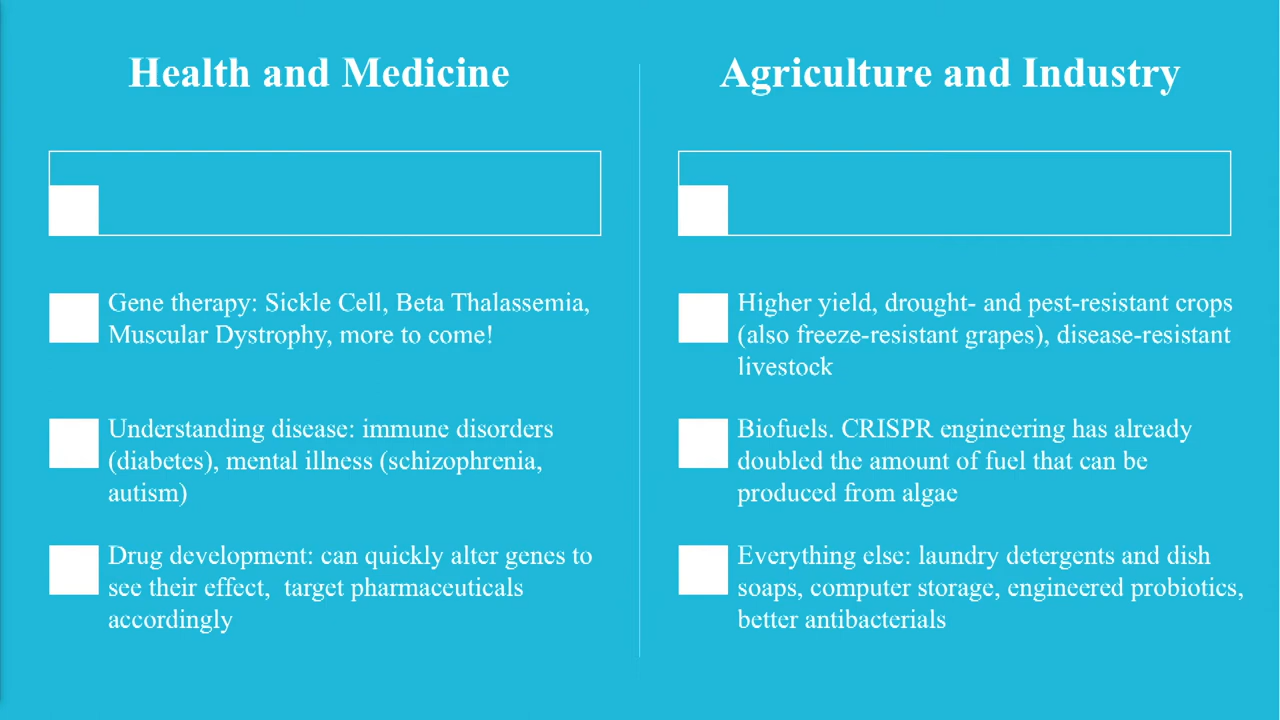 Health and Medicine
Gene therapy: Sickle Cell, Beta Thalassemia,
Muscular Dystrophy, more to come!
Understanding disease: immune disorders
(diabetes), mental illness (schizophrenia,
autism)
Drug development: can quickly alter genes to
see their effect,  target pharmaceuticals
accordingly
Agriculture and Industry
Higher yield, drought- and pest-resistant crops
(also freeze-resistant grapes), disease-resistant
livestock
Biofuels. CRISPR engineering has already
doubled the amount of fuel that can be
produced from algae
Everything else: laundry detergents and dish
soaps, computer storage, engineered probiotics,
better antibacterials